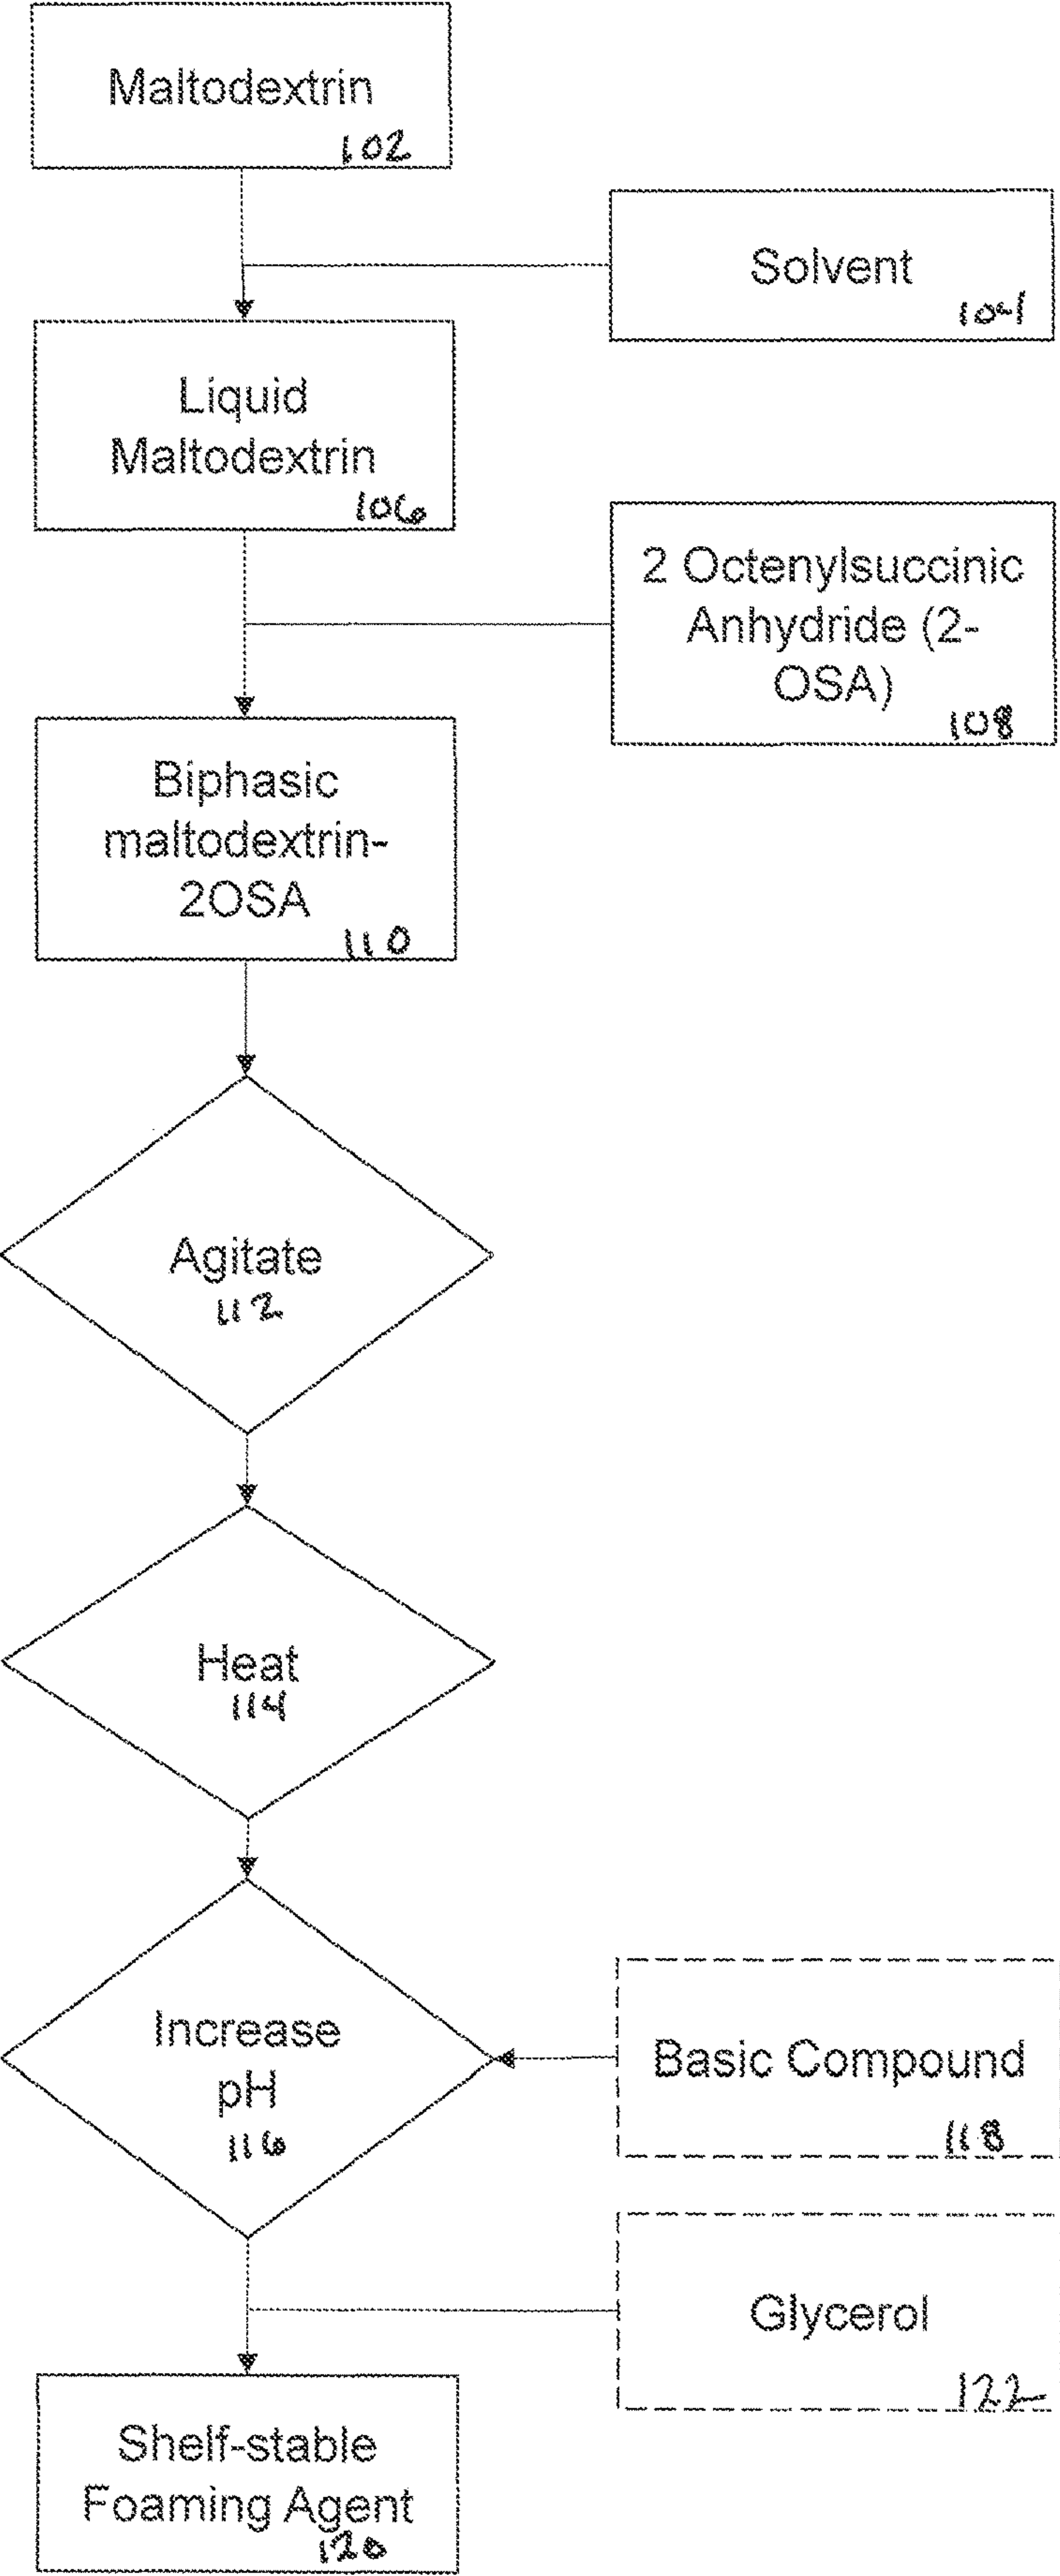 Maltodextrin
102
Solvent
104
Liquid
Maltodextrin
106
2 Octenylsuccinic
Anhydride (2-
OSA)
108
Biphasic
maltodextrin-
2OSA
110
Agitate
112
Heat
114
Increase
pH
116
Basic Compound
118
Glycerol
122
Shelf-stable
Foaming Agent
120